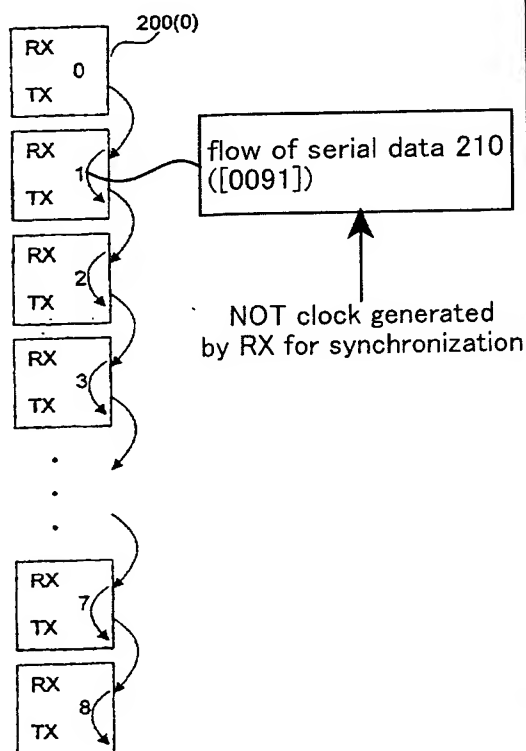 200(0)
RX
0
TX
RX
1
TX
flow of serial data 210
([0091])
RX
2
TX
NOT clock generated
by RX for synchronization
RX
3
TX
RX
7
TX
RX
8
TX